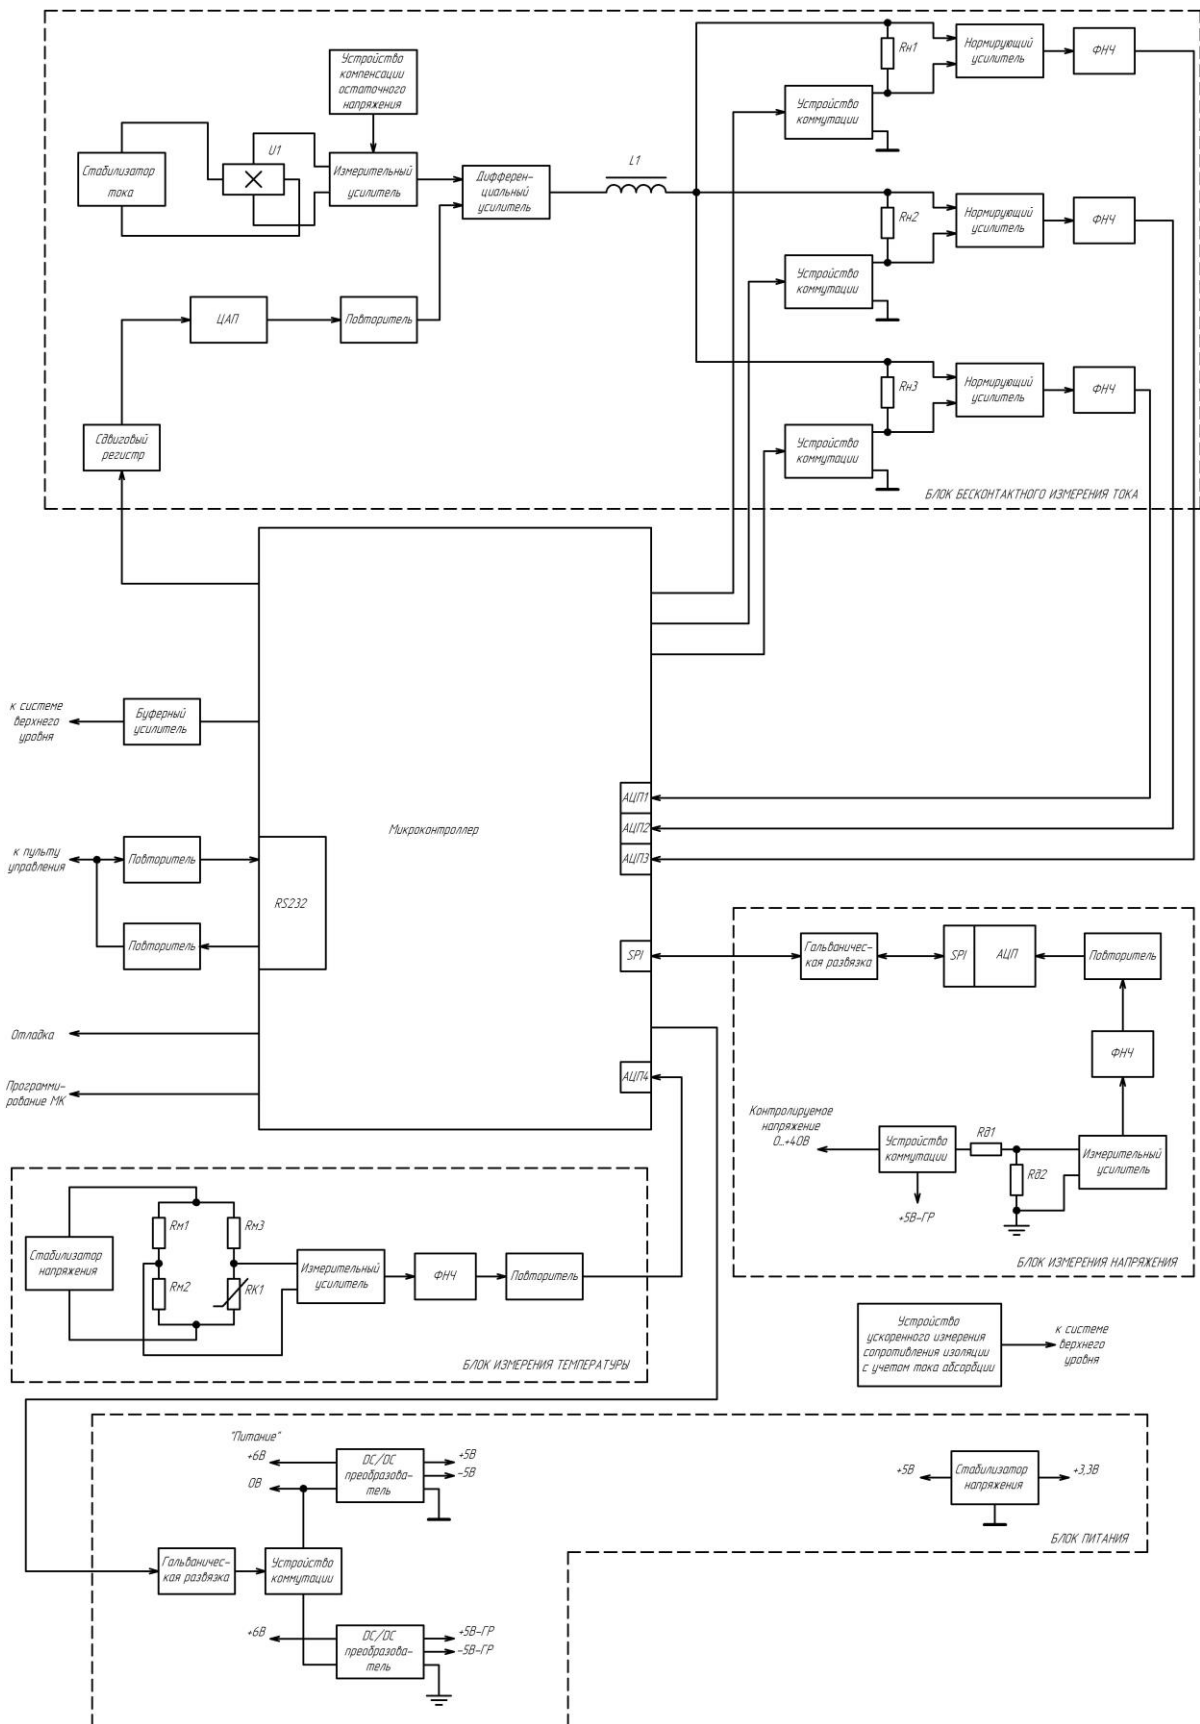 Устройство
компенсации
остаточного
напряжения
Стабилизатор
тока
U1
Измерительный
усилитель
Дифферен-
циальный
усилитель
L1
Rн1
Нормирующий
усилитель
ФНЧ
Устройство
коммутации
Rн2
Нормирующий
усилитель
ФНЧ
Устройство
коммутации
ЦАП
Повторитель
Rн3
Нормирующий
усилитель
ФНЧ
Устройство
коммутации
Сдвиговый
регистр
БЛОК БЕСКОНТАКТНОГО ИЗМЕРЕНИЯ ТОКА
к системе
верхнего
уровня
Буферный
усилитель
Микроконтроллер
АЦП1
АЦП2
АЦП3
к пульту
управления
Повторитель
RS232
Повторитель
SPI
Гальваничес-
кая развязка
SPI
АЦП
Повторитель
Отладка
ФНЧ
АЦП4
Программи-
рование МК
Контролируемое
напряжение
0...+40В
Устройство
коммутации
Rд1
Rд2
Измерительный
усилитель
+5В-ГР
БЛОК ИЗМЕРЕНИЯ НАПРЯЖЕНИЯ
Стабилизатор
напряжения
Rм1
Rм3
Rм2
RK1
Измерительный
усилитель
ФНЧ
Повторитель
БЛОК ИЗМЕРЕНИЯ ТЕМПЕРАТУРЫ
Устройство
ускоренного измерения
сопротивления изоляции
с учетом тока абсорбции
к системе
верхнего
уровня
"Питание"
+6В
0В
DC/DC
преобразова-
тель
+5В
-5В
+5В
Стабилизатор
напряжения
+3,3В
БЛОК ПИТАНИЯ
Гальваничес-
кая развязка
Устройство
коммутации
+6В
DC/DC
преобразова-
тель
+5В-ГР
-5В-ГР